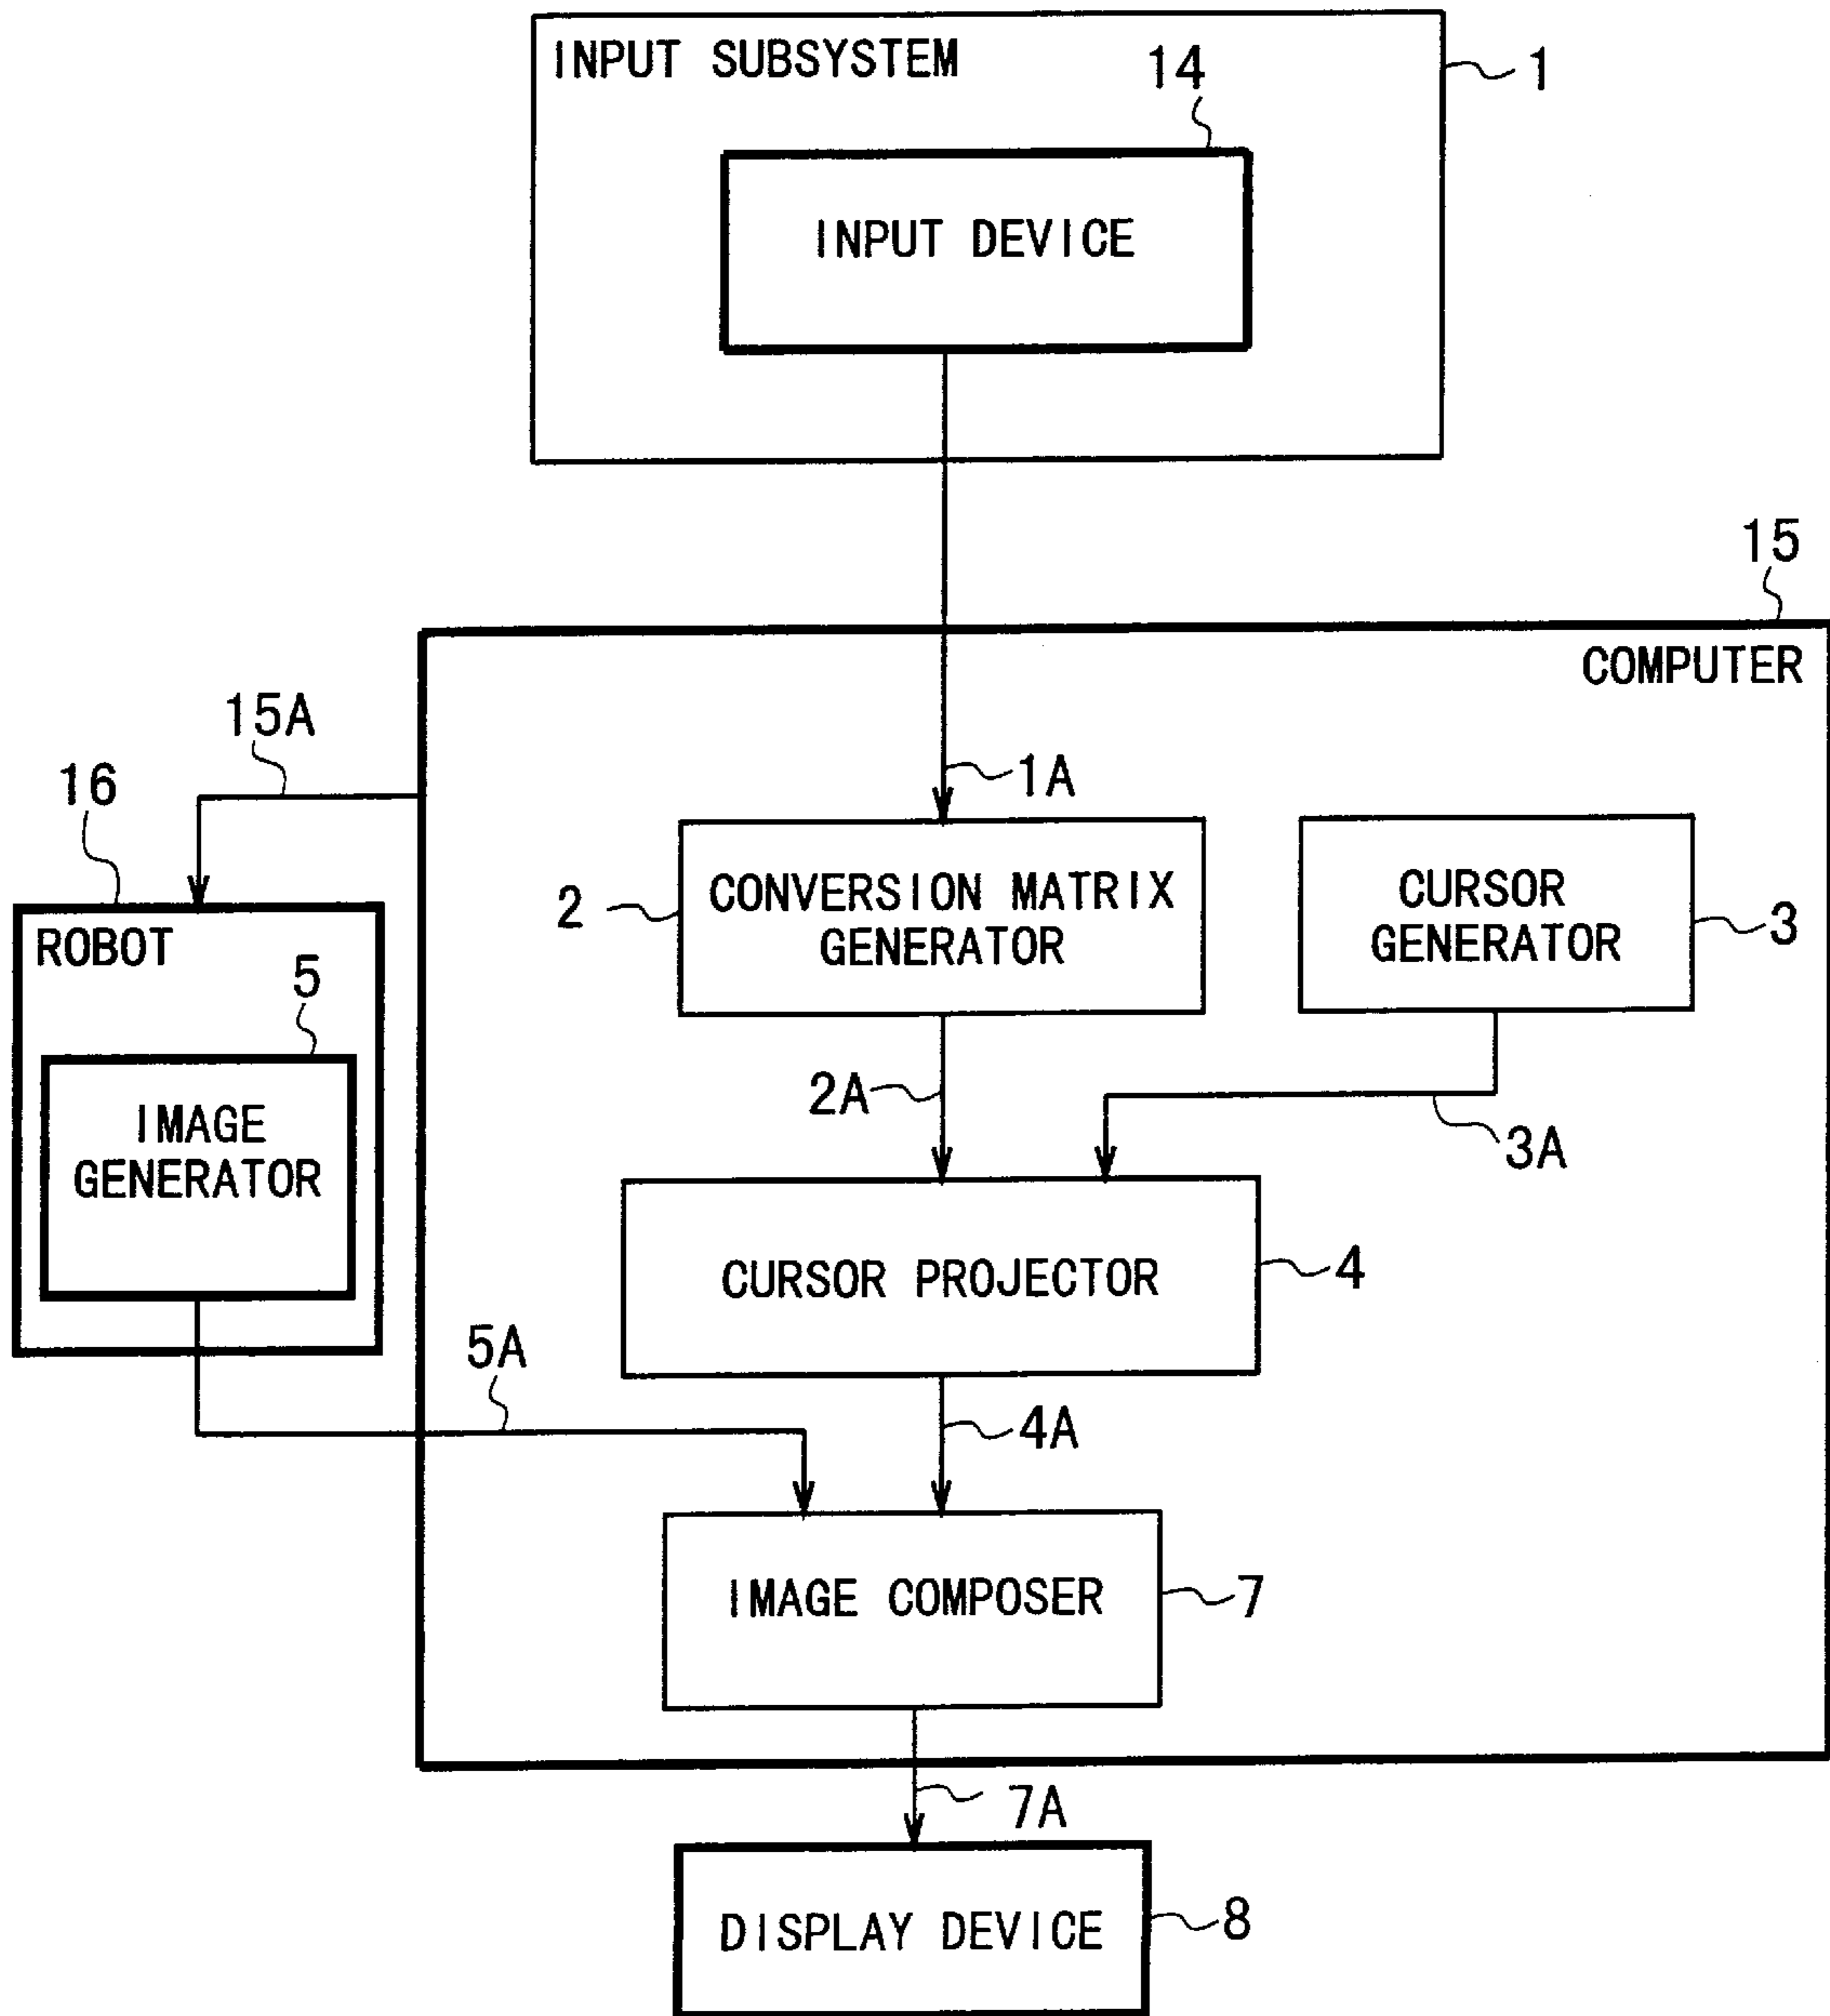 INPUT SUBSYSTEM
14
1
INPUT DEVICE
15
COMPUTER
15A
1A
16
2
CONVERSION MATRIX
GENERATOR
CURSOR
GENERATOR
3
ROBOT
5
2A
3A
IMAGE
GENERATOR
CURSOR PROJECTOR
4
5A
4A
IMAGE COMPOSER
7
7A
DISPLAY DEVICE
8